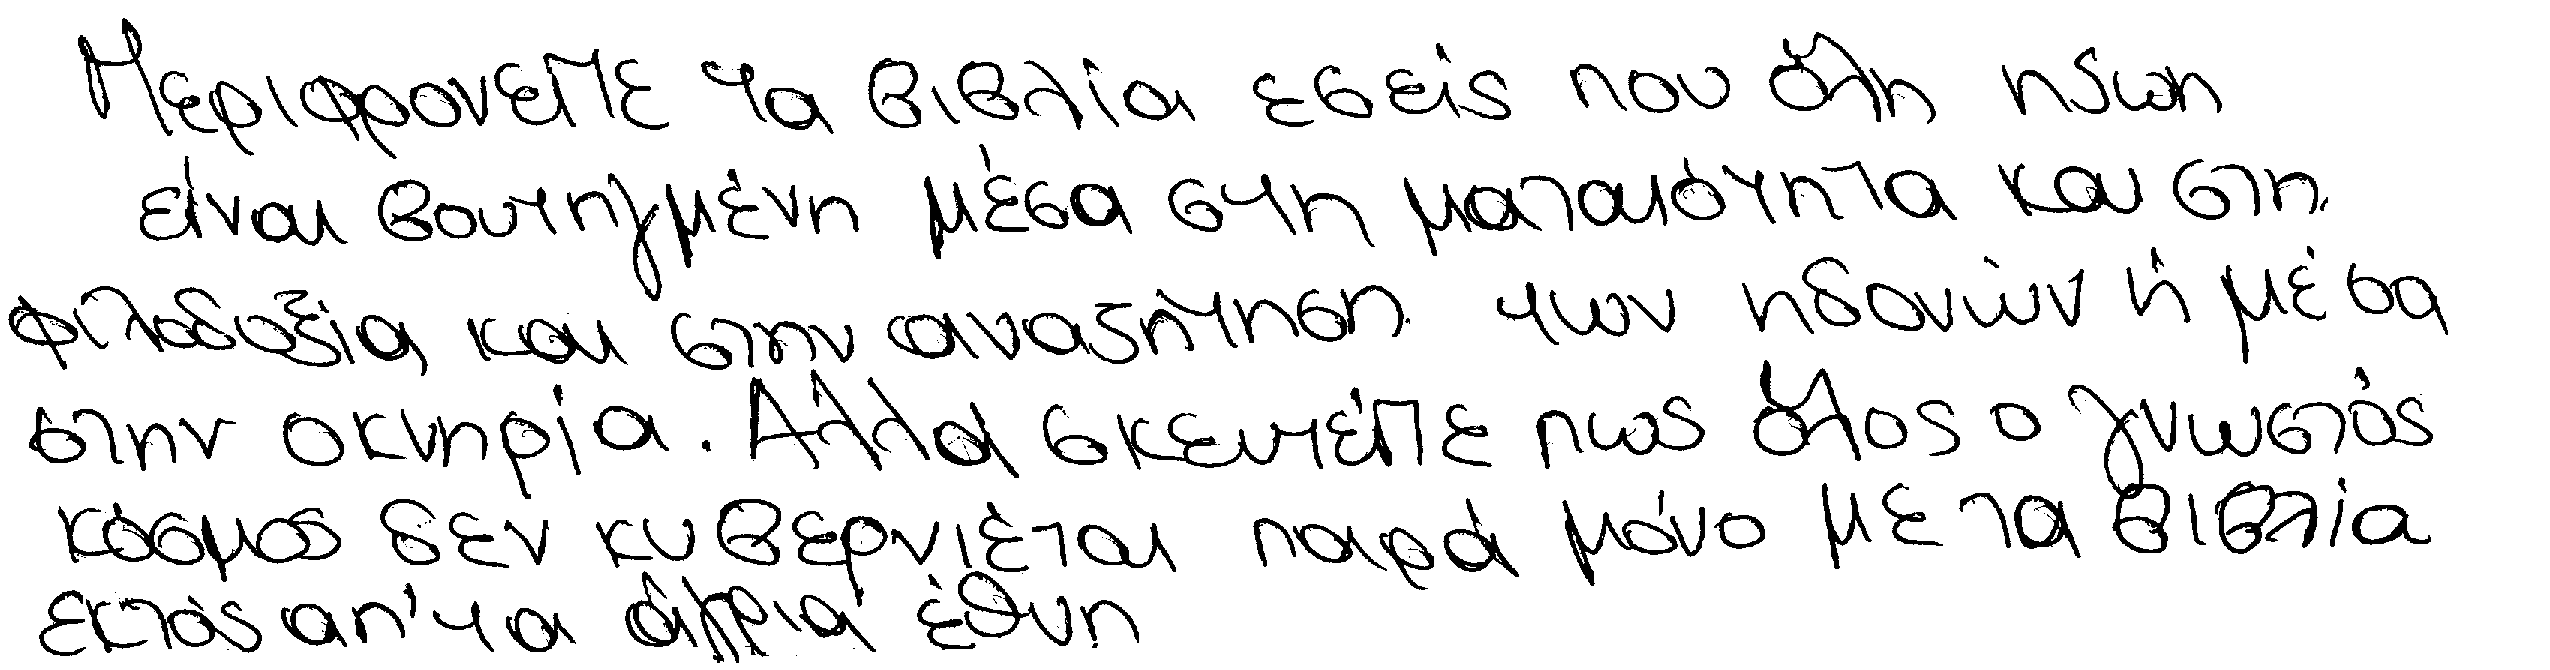 Περιφρονείτε τα βιβλία εσείς που όλη η ζωη
είναι βουτηγμένη μέσα στη ματαιότητα και στη
φιλοδοξία και στην αναζήτηση των ηδονών ή μέσα
στην οκνηρία. Αλλά σκευτείτε πως όλος ο γνωστός
κόσμος δεν κυβερνιέται παρά μόνο με τα βιβλία
εκτός απ' τα άγρια έθνη